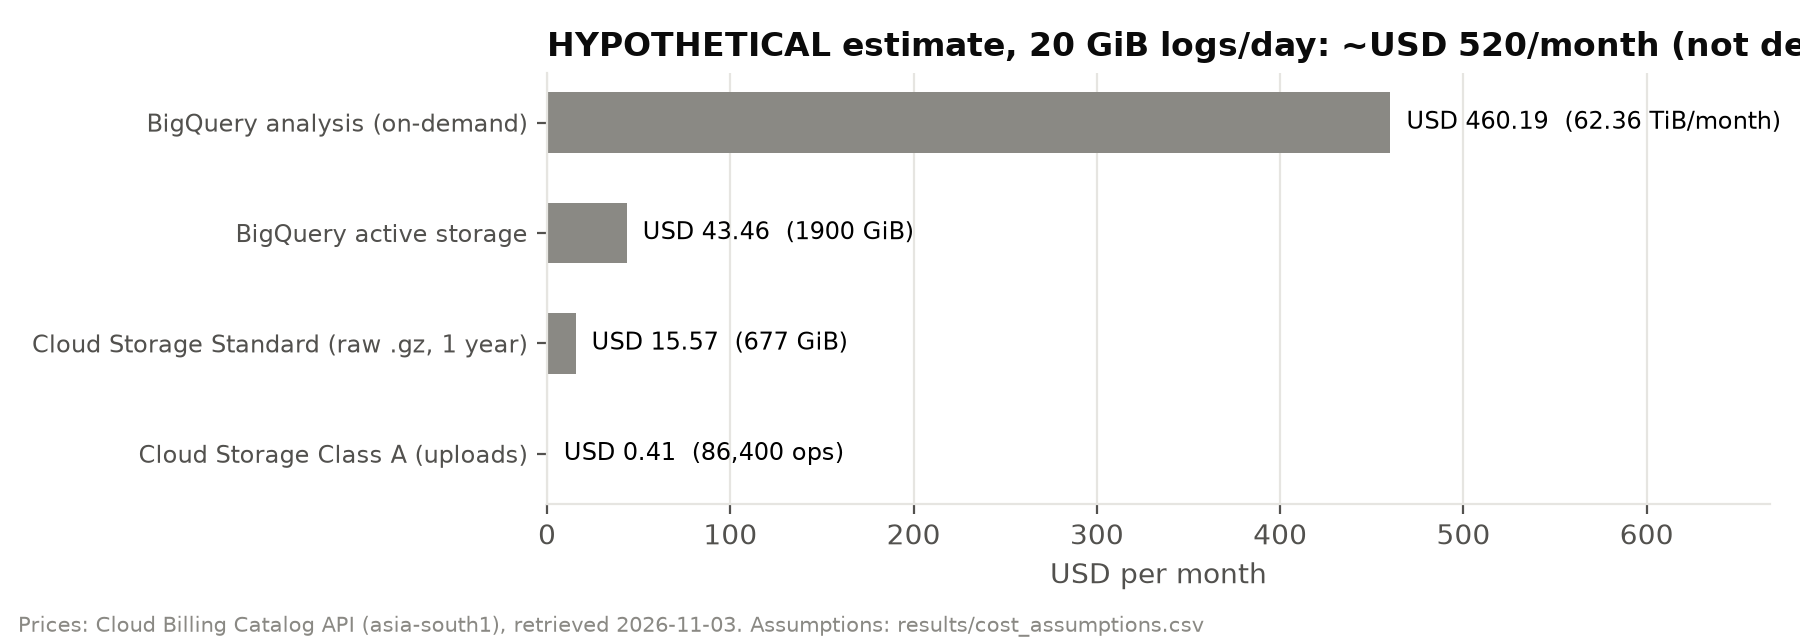 HYPOTHETICAL estimate, 20 GiB logs/day: ~USD 520/month (not de
BigQuery analysis (on-demand)
USD 460.19 (62.36 TiB/month)
BigQuery active storage
USD 43.46 (1900 GiB)
Cloud Storage Standard (raw .gz, 1 year)
USD 15.57 (677 GiB)
Cloud Storage Class A (uploads)
USD 0.41 (86,400 ops)
0 100 200 300 400 500 600
USD per month
Prices: Cloud Billing Catalog API (asia-south1), retrieved 2026-11-03. Assumptions: results/cost_assumptions.csv